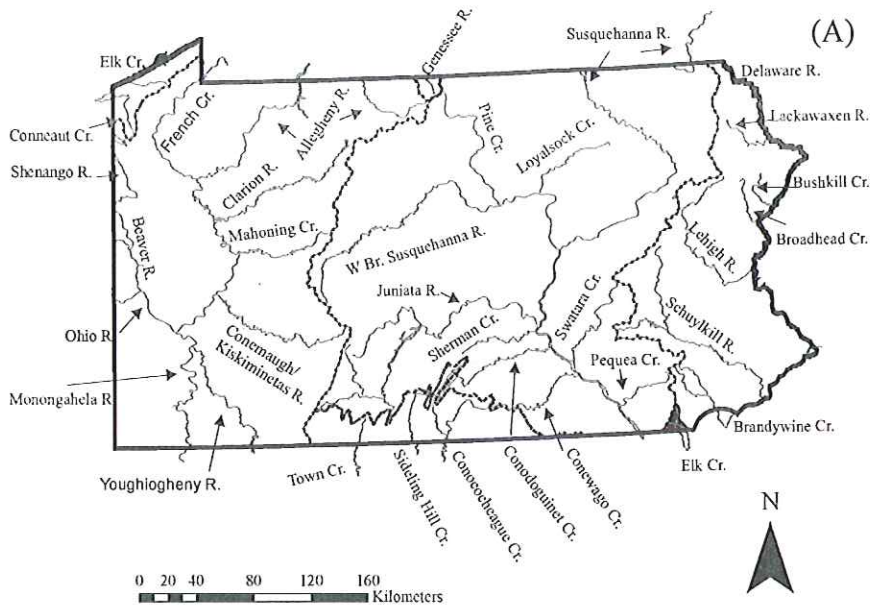 (A)
Susquehanna R.
Genessee R.
Elk Cr.
Delaware R.
French Cr.
Allegheny R.
Pine Cr.
Lackawaxen R.
Conneaut Cr.
Loyalsock Cr.
Shenango R.
Clarion R.
Bushkill Cr.
Beaver R.
Mahoning Cr.
Lehigh R.
Broadhead Cr.
W Br. Susquehanna R.
Juniata R.
Swatara Cr.
Ohio R.
Conemaugh/
Kiskiminetas R.
Sherman Cr.
Schuylkill R.
Pequea Cr.
Monongahela R
Brandywine Cr.
Youghiogheny R.
Town Cr.
Sideling Hill Cr.
Conococheague Cr.
Conodoguinet Cr.
Conewago Cr.
Elk Cr.
N
0 20 40 80 120 160
Kilometers